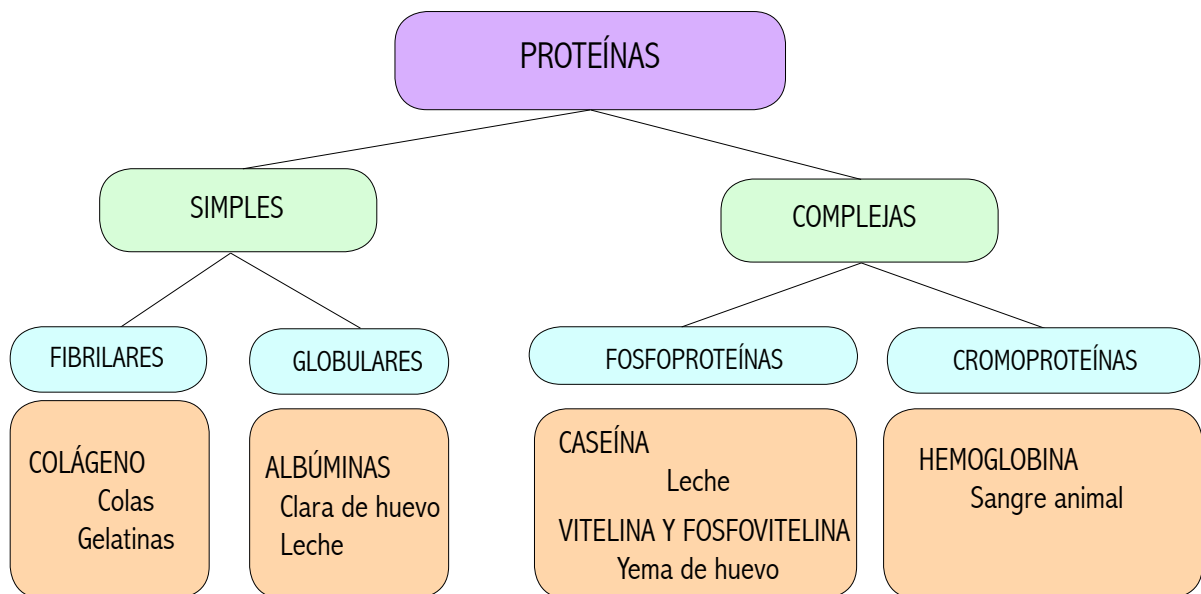 PROTEÍNAS
SIMPLES
COMPLEJAS
FIBRILARES
GLOBULARES
FOSFOPROTEÍNAS
CROMOPROTEÍNAS
COLÁGENO
Colas
Gelatinas
ALBÚMINAS
Clara de huevo
Leche
CASEÍNA
Leche
VITELINA Y FOSFOVITELINA
Yema de huevo
HEMOGLOBINA
Sangre animal